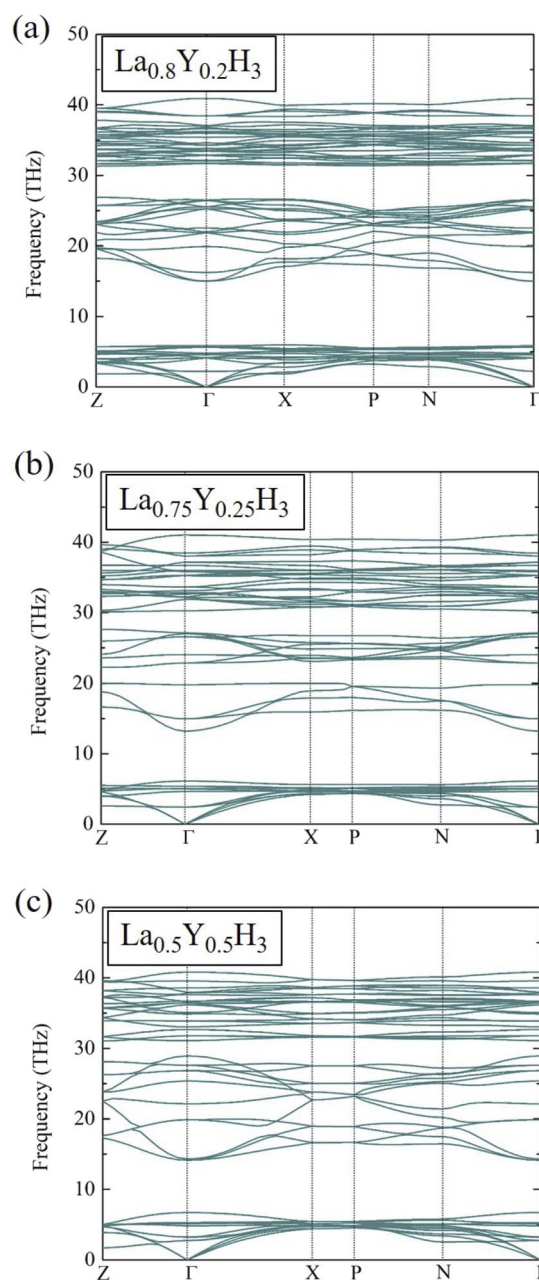 (a)
La0.8Y0.2H3
50
40
30
20
10
0
Frequency (THz)
Z Γ X P N Γ
(b)
La0.75Y0.25H3
50
40
30
20
10
0
Frequency (THz)
Z Γ X P N Γ
(c)
La0.5Y0.5H3
50
40
30
20
10
0
Frequency (THz)
Z Γ X P N Γ